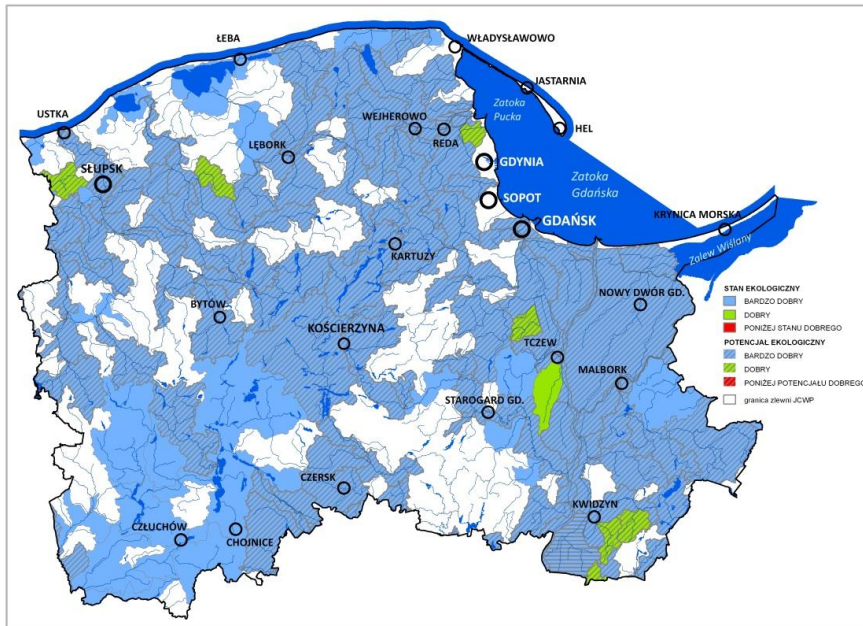 ŁEBA
WŁADYSŁAWOWO
JASTARNIA
Zatoka
Pucka
USTKA
WEJHEROWO
REDA
HEL
LĘBORK
GDYNIA
SŁUPSK
Zatoka
Gdańska
SOPOT
KRYNICA MORSKA
GDAŃSK
KARTUZY
Zalew Wiślany
STAN EKOLOGICZNY
BARDZO DOBRY
DOBRY
PONIŻEJ STANU DOBREGO
POTENCJAŁ EKOLOGICZNY
BARDZO DOBRY
DOBRY
PONIŻEJ POTENCJAŁU DOBREGO
granica zlewni JCWP
NOWY DWÓR GD.
BYTÓW
KOŚCIERZYNA
TCZEW
MALBORK
STAROGARD GD.
CZERSK
KWIDZYN
CZŁUCHÓW
CHOJNICE